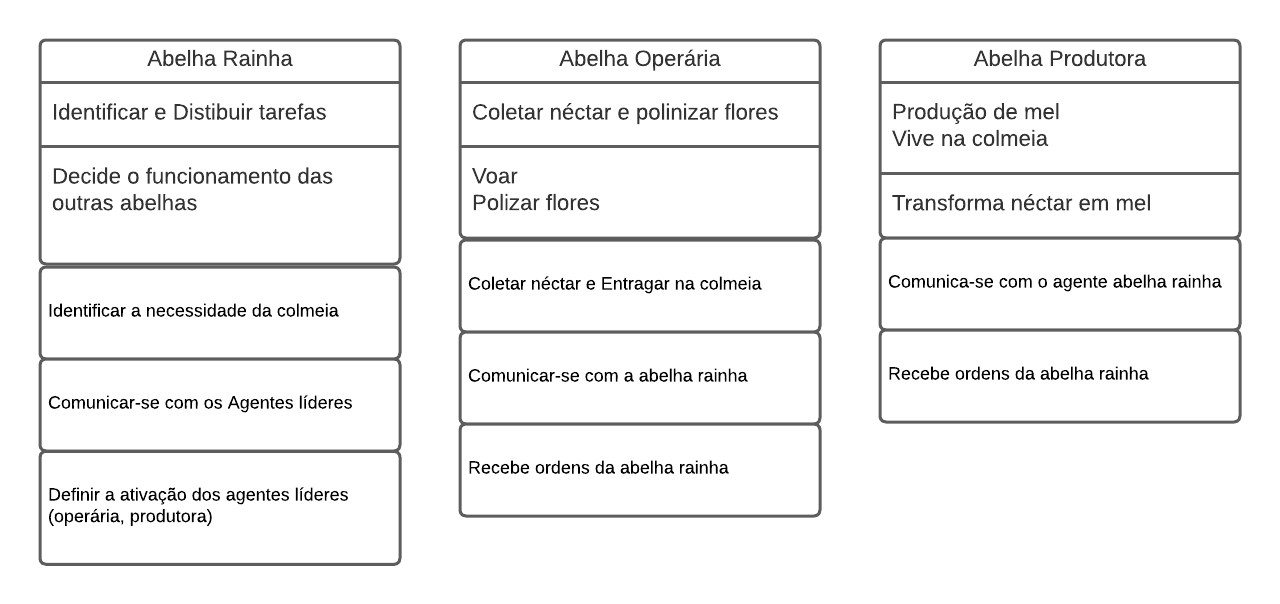 Abelha Rainha
Identificar e Distibuir tarefas
Decide o funcionamento das
outras abelhas
Identificar a necessidade da colmeia
Comunicar-se com os Agentes líderes
Definir a ativação dos agentes líderes
(operária, produtora)
Abelha Operária
Coletar néctar e polinizar flores
Voar
Polizar flores
Coletar néctar e Entragar na colmeia
Comunicar-se com a abelha rainha
Recebe ordens da abelha rainha
Abelha Produtora
Produção de mel
Vive na colmeia
Transforma néctar em mel
Comunica-se com o agente abelha rainha
Recebe ordens da abelha rainha